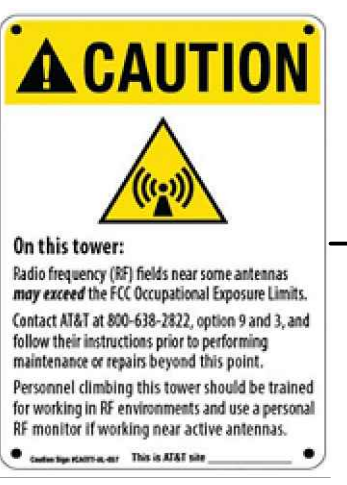 CAUTION
On this tower:
Radio frequency (RF) fields near some antennas
may exceed the FCC Occupational Exposure Limits.
Contact AT&T at 800-638-2822, option 9 and 3, and
follow their instructions prior to performing
maintenance or repairs beyond this point.
Personnel climbing this tower should be trained
for working in RF environments and use a personal
RF monitor if working near active antennas.
Caution Sign This is AT&T site